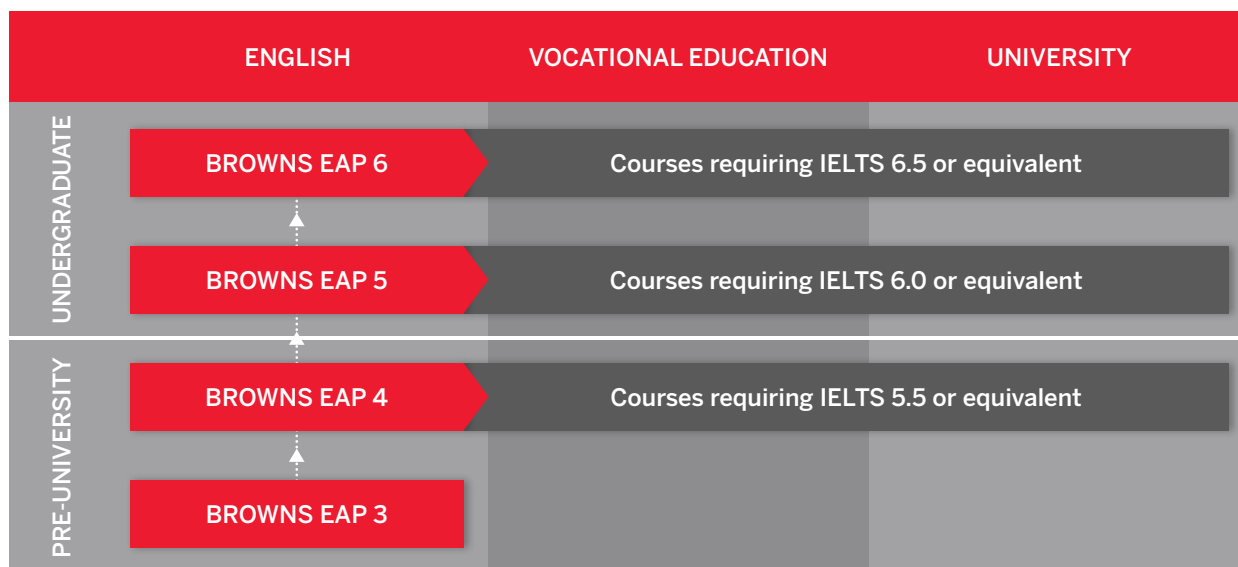 ENGLISH
VOCATIONAL EDUCATION
UNIVERSITY
UNDERGRADUATE
BROWNS EAP 6
Courses requiring IELTS 6.5 or equivalent
BROWNS EAP 5
Courses requiring IELTS 6.0 or equivalent
PRE-UNIVERSITY
BROWNS EAP 4
Courses requiring IELTS 5.5 or equivalent
BROWNS EAP 3